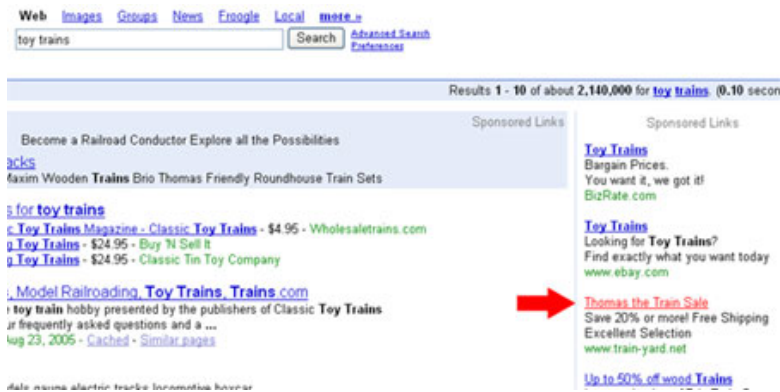 Web Images Groups News Froogle Local more »
toy trains Search Advanced Search
Preferences
Results 1 - 10 of about 2,140,000 for toy trains. (0.10 secon
Sponsored Links
Become a Railroad Conductor Explore all the Possibilities
acks
Maxim Wooden Trains Brio Thomas Friendly Roundhouse Train Sets
s for toy trains
c Toy Trains Magazine - Classic Toy Trains - $4.95 - Wholesaletrains.com
g Toy Trains - $24.95 - Buy 'N Sell It
g Toy Trains - $24.95 - Classic Tin Toy Company
, Model Railroading, Toy Trains, Trains.com
toy train hobby presented by the publishers of Classic Toy Trains
ur frequently asked questions and a ...
Aug 23, 2005 - Cached - Similar pages
dels gauge electric tracks locomotive boxcar
Sponsored Links
Toy Trains
Bargain Prices.
You want it, we got it!
BizRate.com
Toy Trains
Looking for Toy Trains?
Find exactly what you want today
www.ebay.com
Thomas the Train Sale
Save 20% or more! Free Shipping
Excellent Selection
www.train-yard.net
Up to 50% off wood Trains